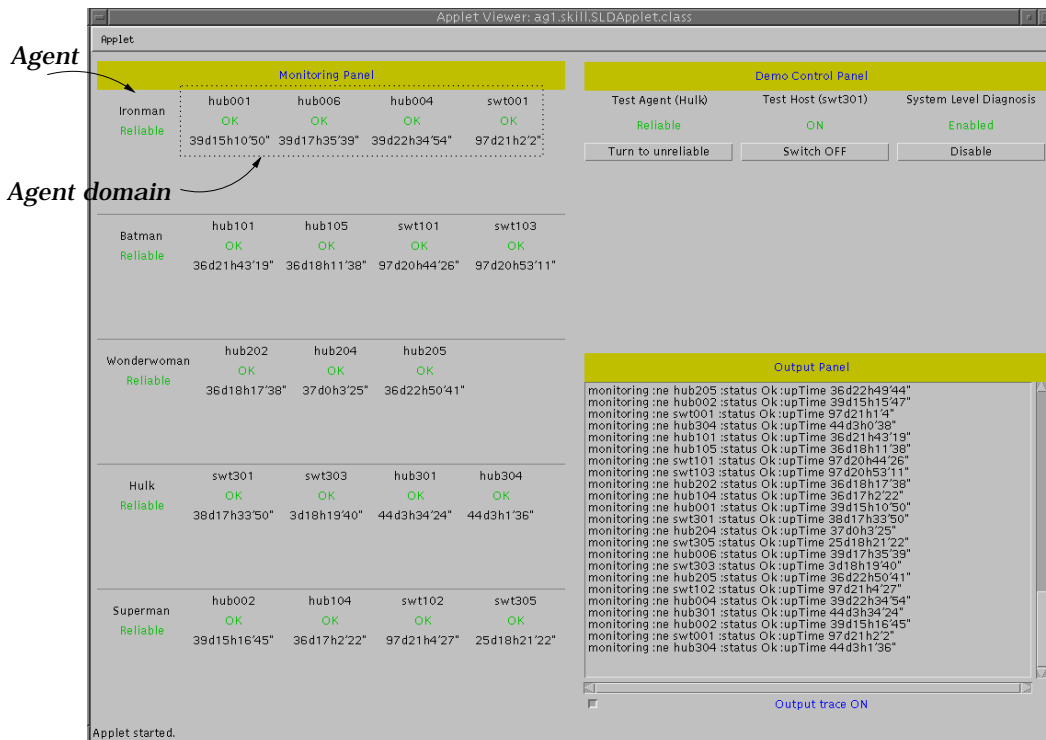 Applet Viewer: ag1.skill.SLDApplet.class
Applet
Agent
Monitoring Panel
Ironman
Reliable
hub001 hub006 hub004 swt001
OK OK OK OK
39d15h10'50" 39d17h35'39" 39d22h34'54" 97d21h2'2"
Agent domain
Batman
Reliable
hub101 hub105 swt101 swt103
OK OK OK OK
36d21h43'19" 36d18h11'38" 97d20h44'26" 97d20h53'11"
Wonderwoman
Reliable
hub202 hub204 hub205
OK OK OK
36d18h17'38" 37d0h3'25" 36d22h50'41"
Hulk
Reliable
swt301 swt303 hub301 hub304
OK OK OK OK
38d17h33'50" 3d18h19'40" 44d3h34'24" 44d3h1'36"
Superman
Reliable
hub002 hub104 swt102 swt305
OK OK OK OK
39d15h16'45" 36d17h2'22" 97d21h4'27" 25d18h21'22"
Demo Control Panel
Test Agent (Hulk) Test Host (swt301) System Level Diagnosis
Reliable ON Enabled
Turn to unreliable Switch OFF Disable
Output Panel
monitoring :ne hub205 :status Ok :upTime 36d22h49'44"
monitoring :ne hub002 :status Ok :upTime 39d15h15'47"
monitoring :ne swt001 :status Ok :upTime 97d21h1'4"
monitoring :ne hub304 :status Ok :upTime 44d3h0'38"
monitoring :ne hub101 :status Ok :upTime 36d21h43'19"
monitoring :ne hub105 :status Ok :upTime 36d18h11'38"
monitoring :ne swt101 :status Ok :upTime 97d20h44'26"
monitoring :ne swt103 :status Ok :upTime 97d20h53'11"
monitoring :ne hub202 :status Ok :upTime 36d18h17'38"
monitoring :ne hub104 :status Ok :upTime 36d17h2'22"
monitoring :ne hub001 :status Ok :upTime 39d15h10'50"
monitoring :ne swt301 :status Ok :upTime 38d17h33'50"
monitoring :ne hub204 :status Ok :upTime 37d0h3'25"
monitoring :ne swt305 :status Ok :upTime 25d18h21'22"
monitoring :ne hub006 :status Ok :upTime 39d17h35'39"
monitoring :ne swt303 :status Ok :upTime 3d18h19'40"
monitoring :ne hub205 :status Ok :upTime 36d22h50'41"
monitoring :ne swt102 :status Ok :upTime 97d21h4'27"
monitoring :ne hub004 :status Ok :upTime 39d22h34'54"
monitoring :ne hub301 :status Ok :upTime 44d3h34'24"
monitoring :ne hub002 :status Ok :upTime 39d15h16'45"
monitoring :ne swt001 :status Ok :upTime 97d21h2'2"
monitoring :ne hub304 :status Ok :upTime 44d3h1'36"
Output trace ON
Applet started.